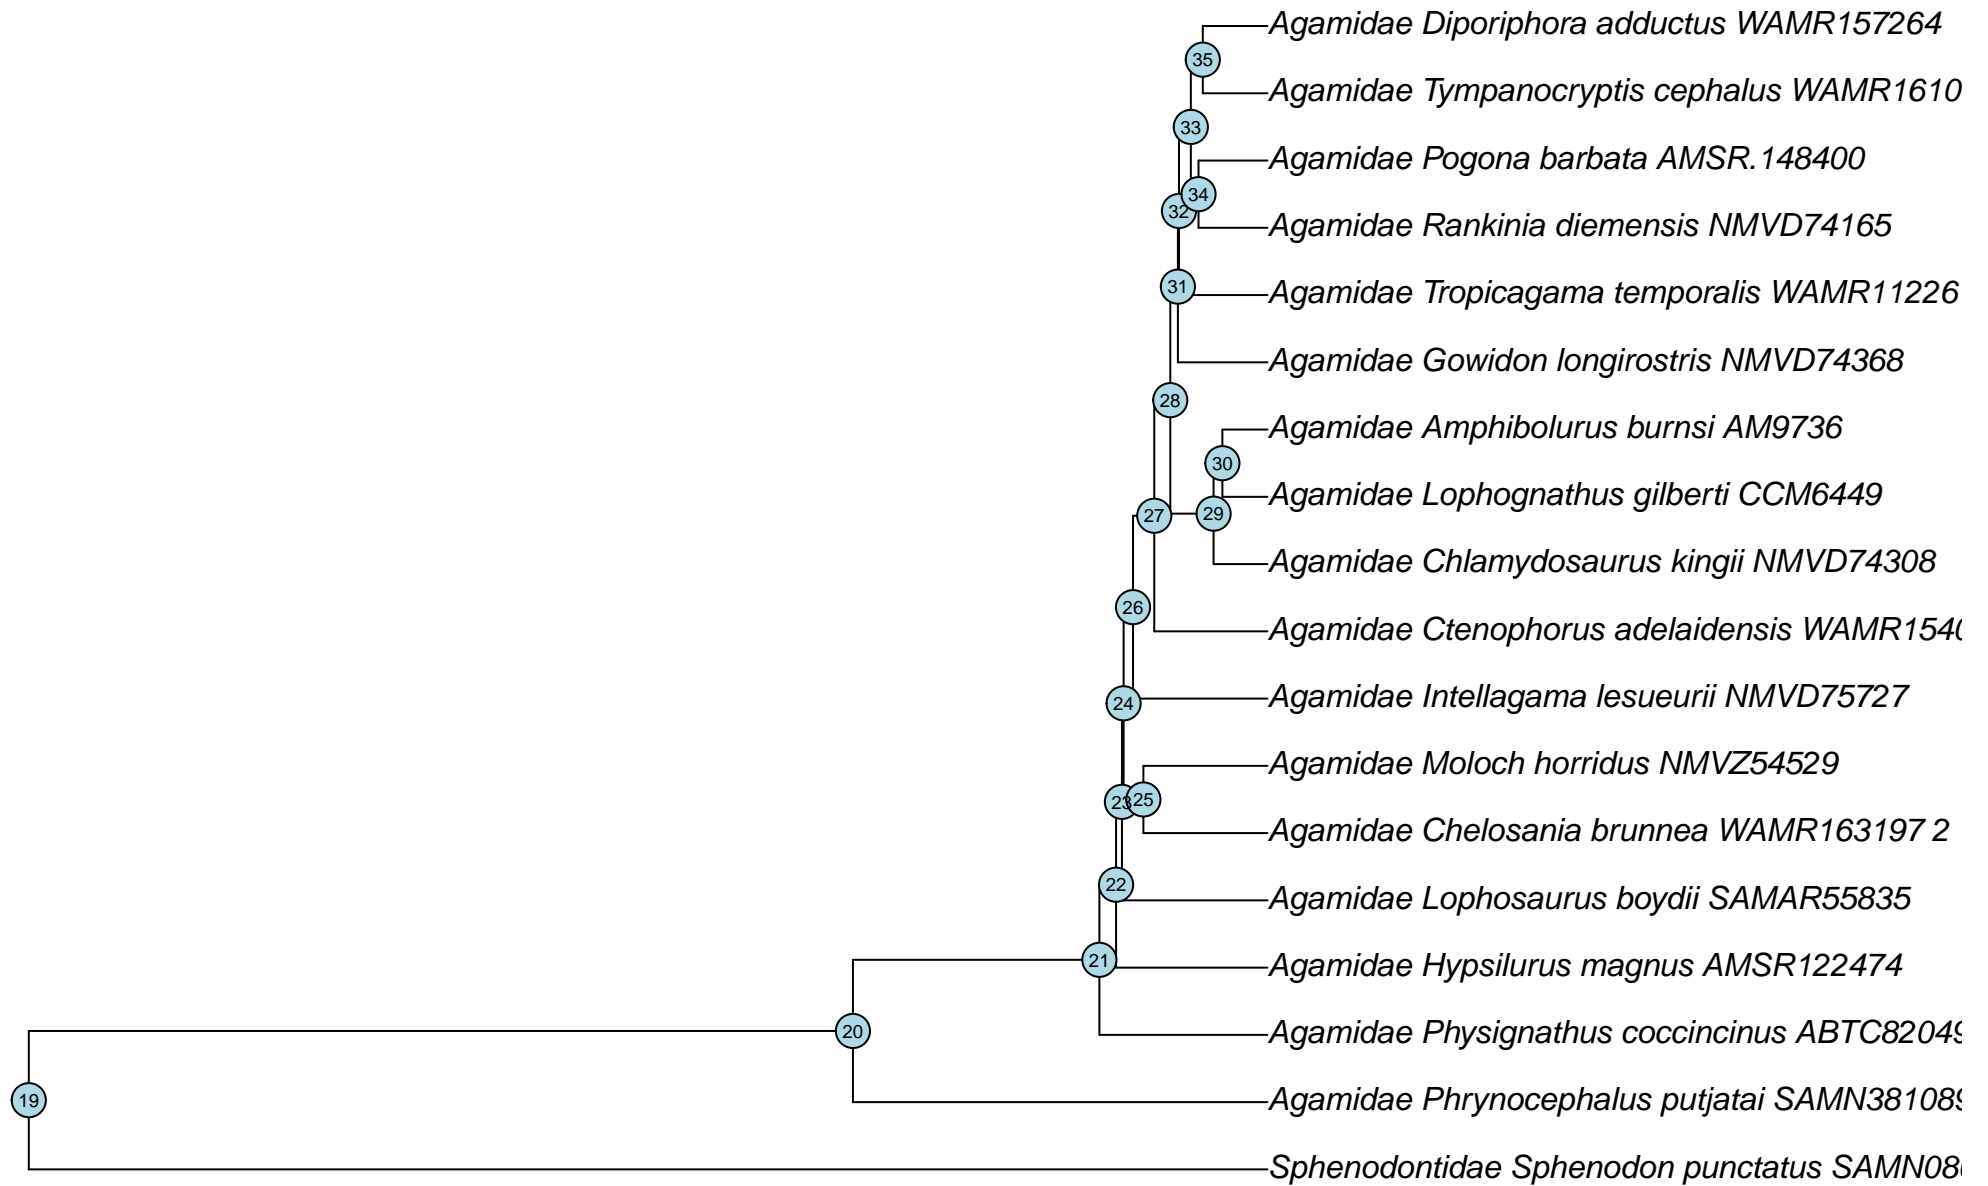 Agamidae Diporiphora adductus WAMR157264
35
Agamidae Tympanocryptis cephalus WAMR1610
33
Agamidae Pogona barbata AMSR.148400
34
32
Agamidae Rankinia diemensis NMVD74165
31
Agamidae Tropicagama temporalis WAMR11226
Agamidae Gowidon longirostris NMVD74368
28
Agamidae Amphibolurus burnsi AM9736
30
Agamidae Lophognathus gilberti CCM6449
27
29
Agamidae Chlamydosaurus kingii NMVD74308
26
Agamidae Ctenophorus adelaidensis WAMR1540
24
Agamidae Intellagama lesueurii NMVD75727
Agamidae Moloch horridus NMVZ54529
23
25
Agamidae Chelosania brunnea WAMR163197 2
22
Agamidae Lophosaurus boydii SAMAR55835
21
Agamidae Hypsilurus magnus AMSR122474
20
Agamidae Physignathus coccincinus ABTC82049
19
Agamidae Phrynocephalus putjatai SAMN381089
Sphenodontidae Sphenodon punctatus SAMN080